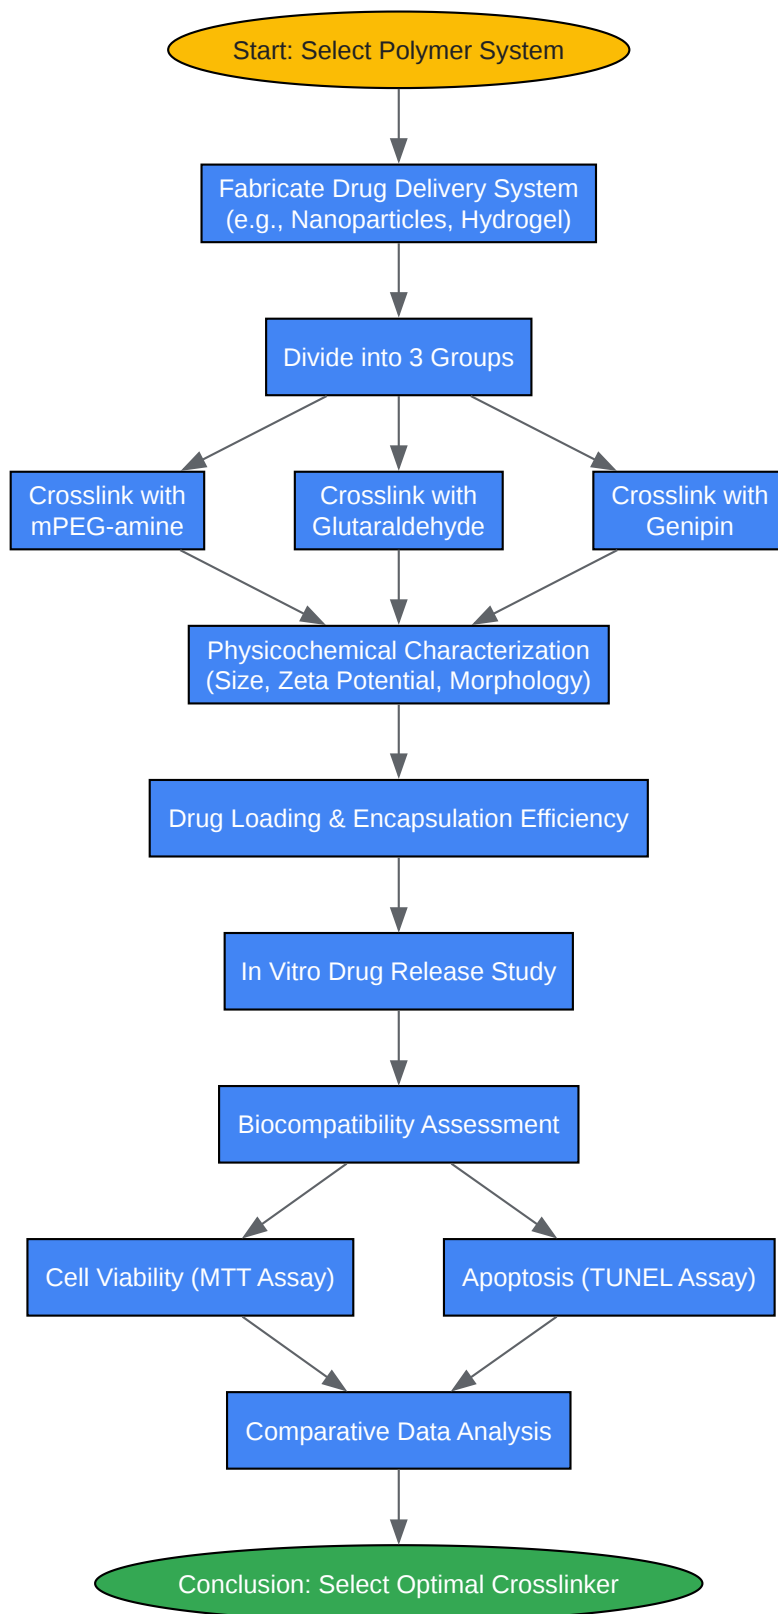 Start: Select Polymer System
Fabricate Drug Delivery System
(e.g., Nanoparticles, Hydrogel)
Divide into 3 Groups
Crosslink with
mPEG-amine
Crosslink with
Glutaraldehyde
Crosslink with
Genipin
Physicochemical Characterization
(Size, Zeta Potential, Morphology)
Drug Loading & Encapsulation Efficiency
In Vitro Drug Release Study
Biocompatibility Assessment
Cell Viability (MTT Assay)
Apoptosis (TUNEL Assay)
Comparative Data Analysis
Conclusion: Select Optimal Crosslinker